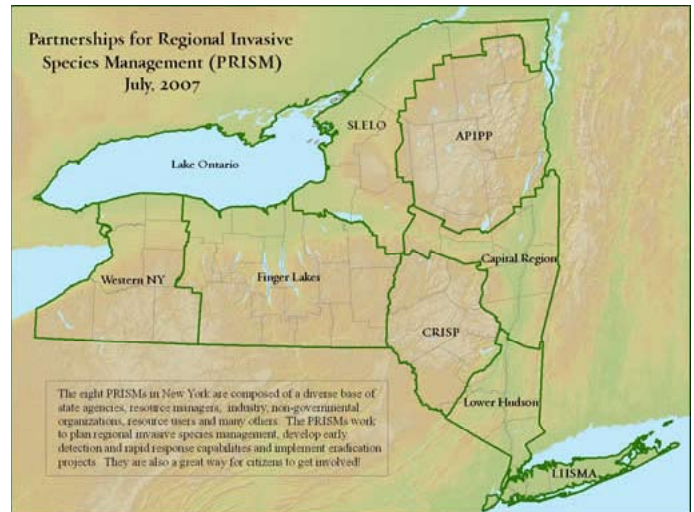 Partnerships for Regional Invasive
Species Management (PRISM)
July, 2007
SLELO
APIPP
Lake Ontario
Capital Region
Western NY
Finger Lakes
CRISP
Lower Hudson
LIISMA
The eight PRISMs in New York are composed of a diverse base of
state agencies, resource managers, industry, non-governmental
organizations, resource users and many others. The PRISMs work
to plan regional invasive species management, develop early
detection and rapid response capabilities and implement eradication
projects. They are also a great way for citizens to get involved!